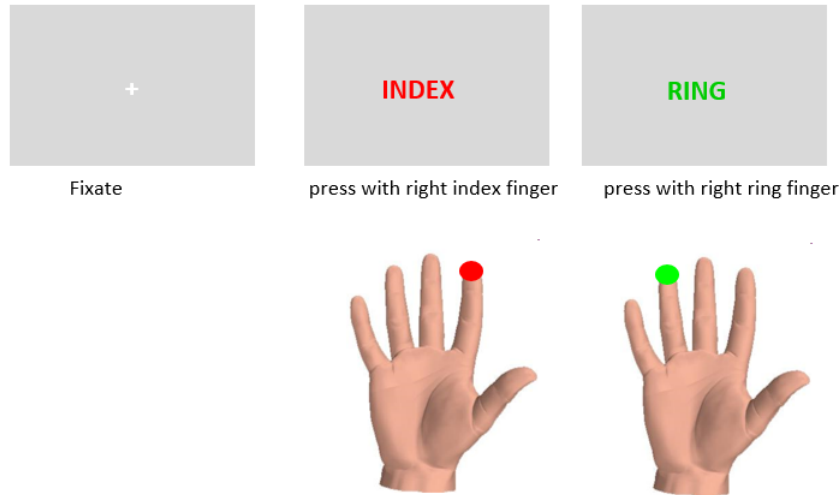 +
INDEX
RING
Fixate
press with right index finger
press with right ring finger